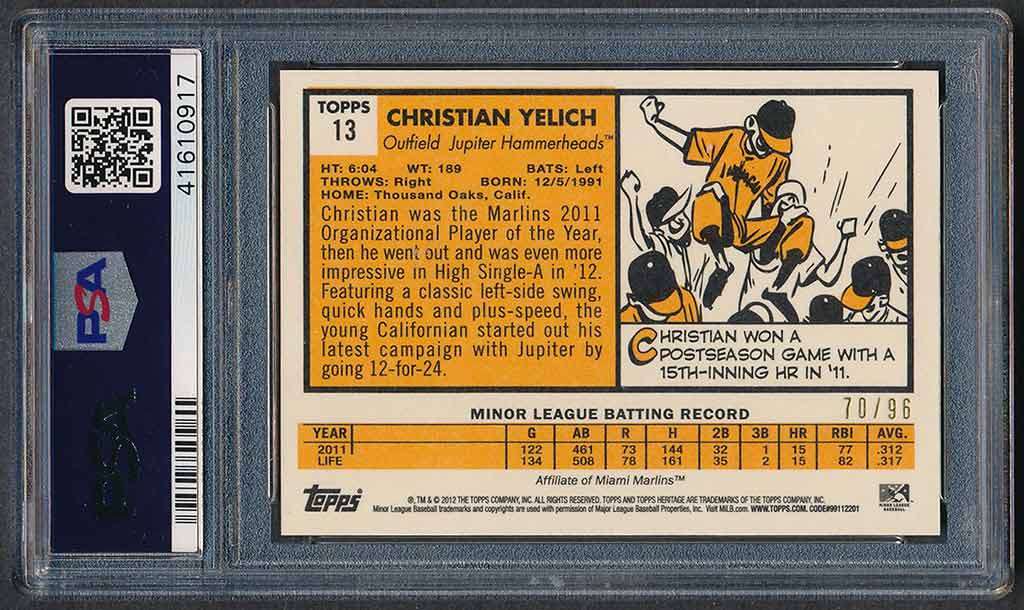 41610917
PSA
PSA
TOPPS
13
CHRISTIAN YELICH
Outfield Jupiter Hammerheads™
HT: 6:04 WT: 189 BATS: Left
THROWS: Right BORN: 12/5/1991
HOME: Thousand Oaks, Calif.
Christian was the Marlins 2011
Organizational Player of the Year,
then he went out and was even more
impressive in High Single-A in '12.
Featuring a classic left-side swing,
quick hands and plus-speed, the
young Californian started out his
latest campaign with Jupiter by
going 12-for-24.
CHRISTIAN WON A
POSTSEASON GAME WITH A
15TH-INNING HR IN '11.
70/96
MINOR LEAGUE BATTING RECORD
YEAR G AB R H 2B 3B HR RBI AVG.
2011 122 461 73 144 32 1 15 77 .312
LIFE 134 508 78 161 35 2 15 82 .317
Affiliate of Miami Marlins™
topps
®, TM & © 2012 THE TOPPS COMPANY, INC. ALL RIGHTS RESERVED. TOPPS AND TOPPS HERITAGE ARE TRADEMARKS OF THE TOPPS COMPANY, INC.
Minor League Baseball trademarks and copyrights are used with permission of Major League Baseball Properties, Inc. Visit MiLB.com. WWW.TOPPS.COM. CODE#99112201
MINOR LEAGUE
BASEBALL